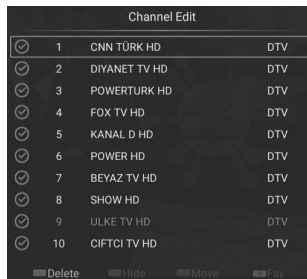 Channel Edit
1 CNN TÜRK HD DTV
2 DIYANET TV HD DTV
3 POWERTURK HD DTV
4 FOX TV HD DTV
5 KANAL D HD DTV
6 POWER HD DTV
7 BEYAZ TV HD DTV
8 SHOW HD DTV
9 ULKE TV HD DTV
10 CIFTCI TV HD DTV
Delete Hide Move Fav